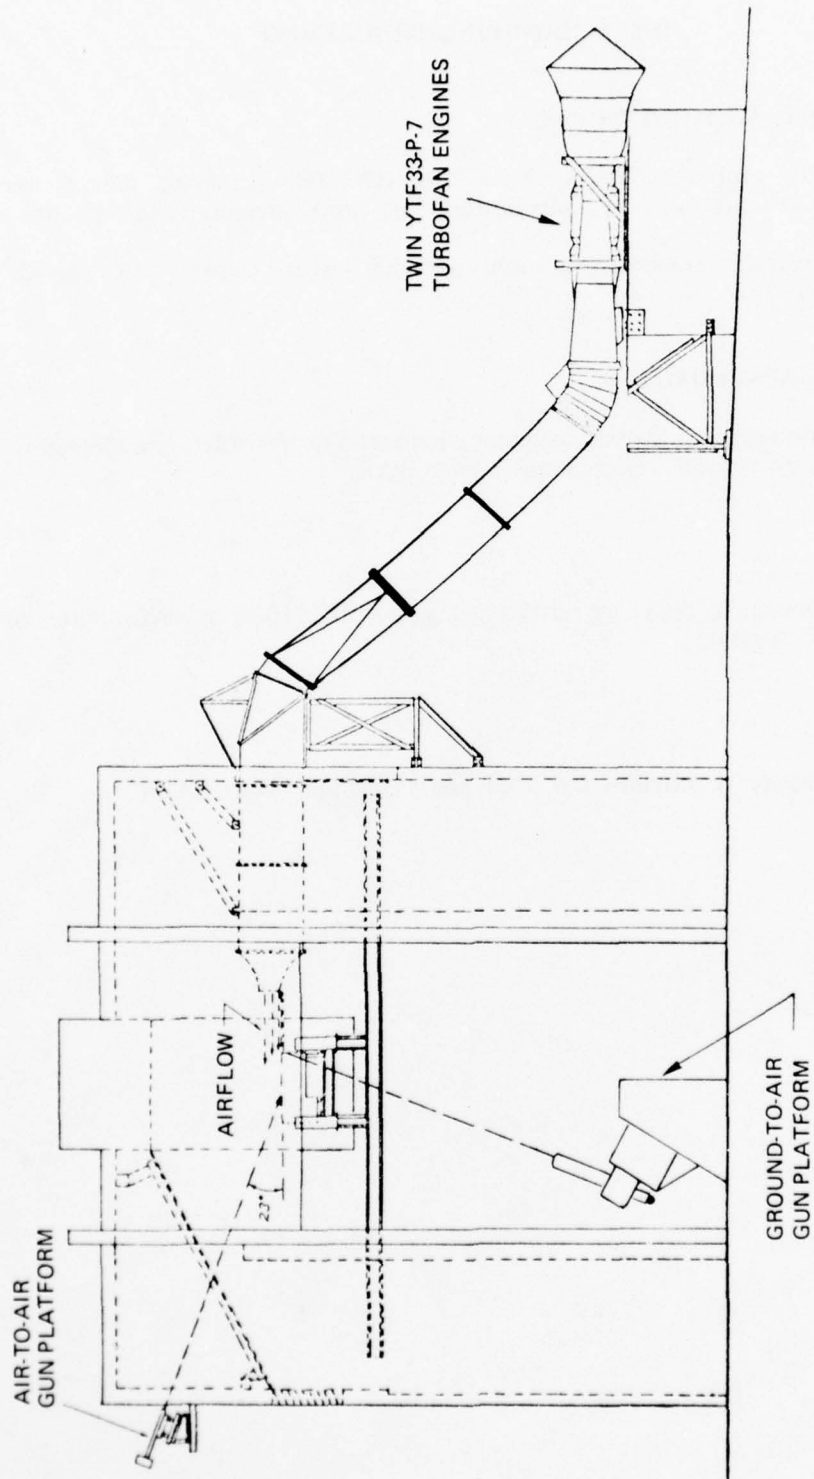 AIR-TO-AIR
GUN PLATFORM
23°
AIRFLOW
GROUND-TO-AIR
GUN PLATFORM
TWIN YTF33-P-7
TURBOFAN ENGINES